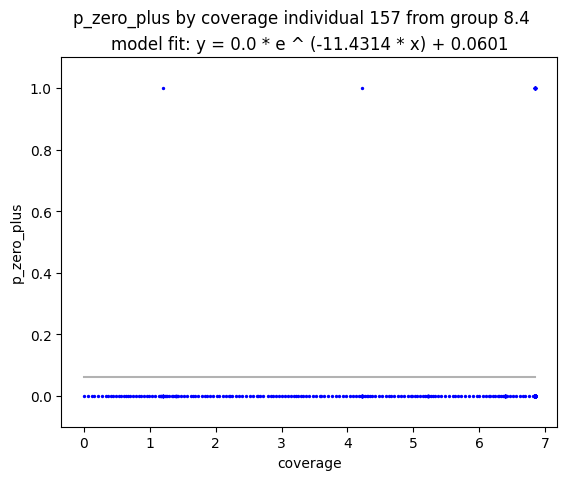 p_zero_plus by coverage individual 157 from group 8.4
model fit: y = 0.0 * e ^ (-11.4314 * x) + 0.0601
1.0
0.8
0.6
0.4
0.2
0.0
p_zero_plus
0 1 2 3 4 5 6 7
coverage